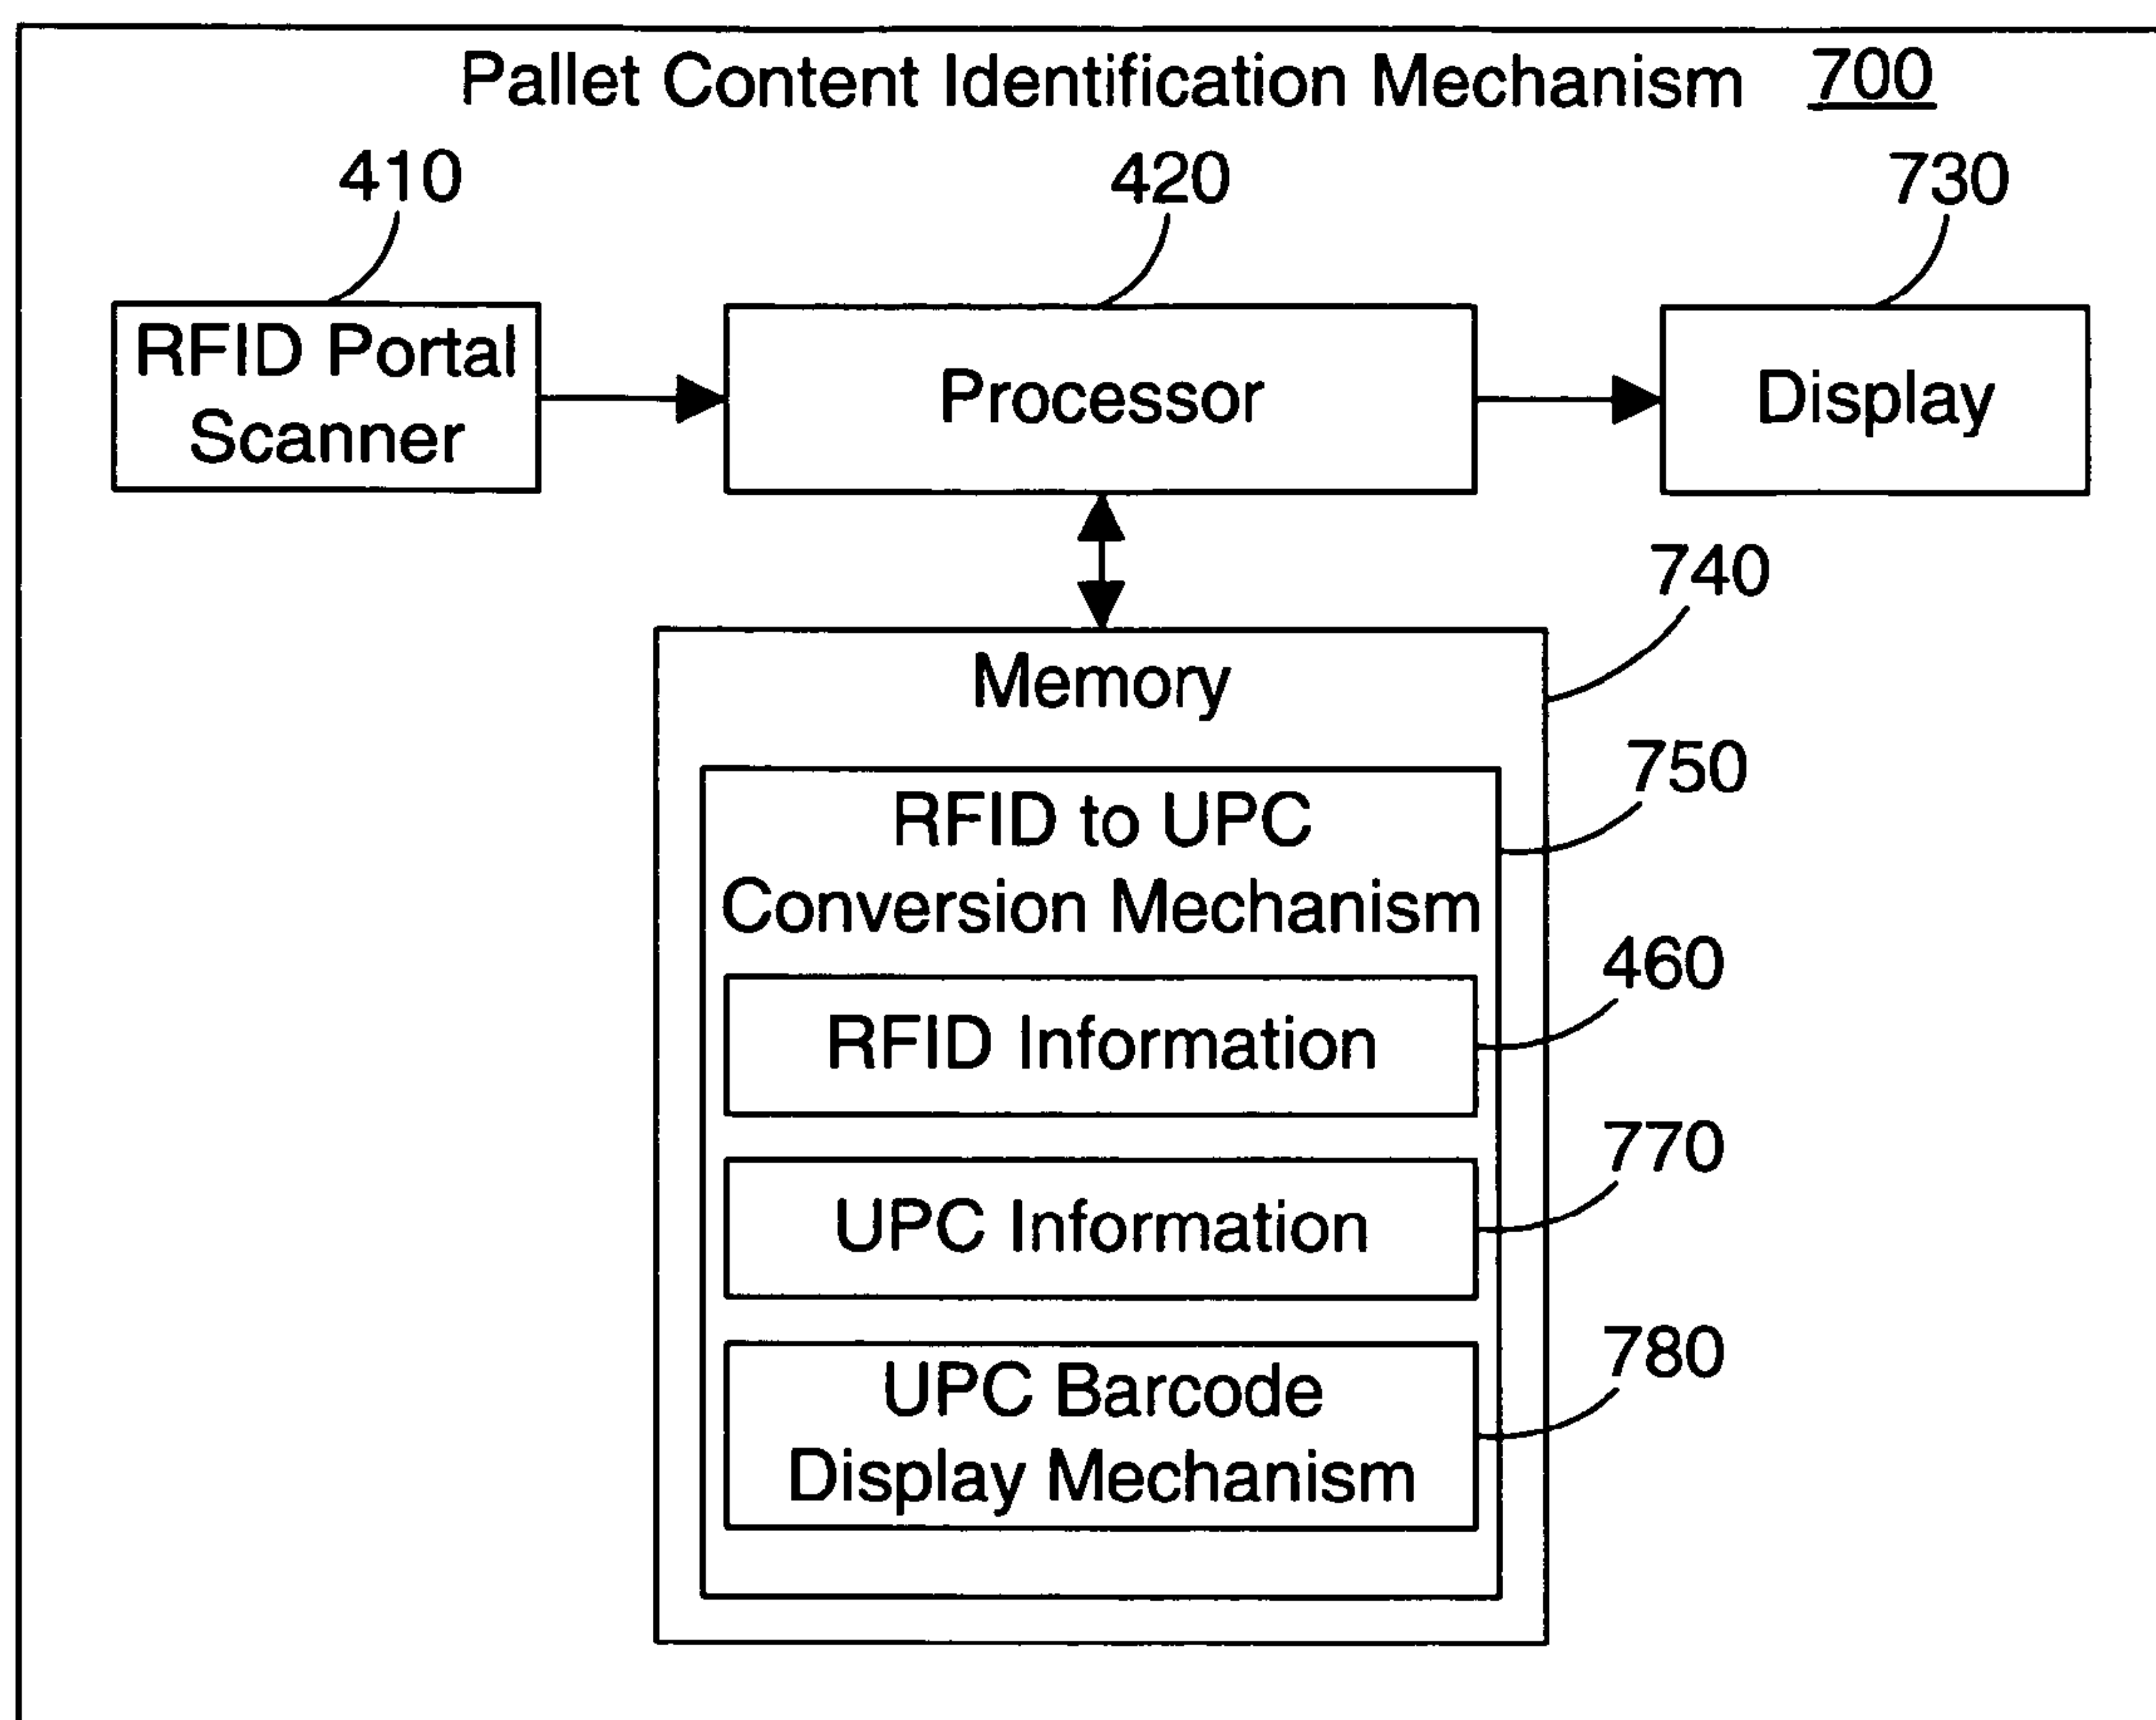 Pallet Content Identification Mechanism 700
410
420
730
RFID Portal
Scanner
Processor
Display
740
Memory
750
RFID to UPC
Conversion Mechanism
460
RFID Information
770
UPC Information
780
UPC Barcode
Display Mechanism